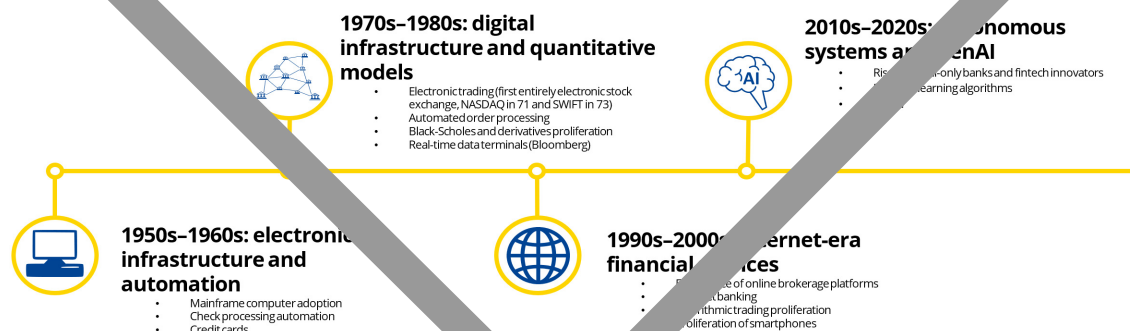 1970s–1980s: digital
infrastructure and quantitative
models
• Electronic trading (first entirely electronic stock
exchange, NASDAQ in 71 and SWIFT in 73)
• Automated order processing
• Black-Scholes and derivatives proliferation
• Real-time data terminals (Bloomberg)
2010s–2020s:
systems
• banks and fintech innovators
• algorithms
•
AI
1950s–1960s: electronic
infrastructure and
automation
• Mainframe computer adoption
• Check processing automation
• Credit cards
1990s–2000s
financial
• of online brokerage platforms
• banking
trading proliferation
of smartphones